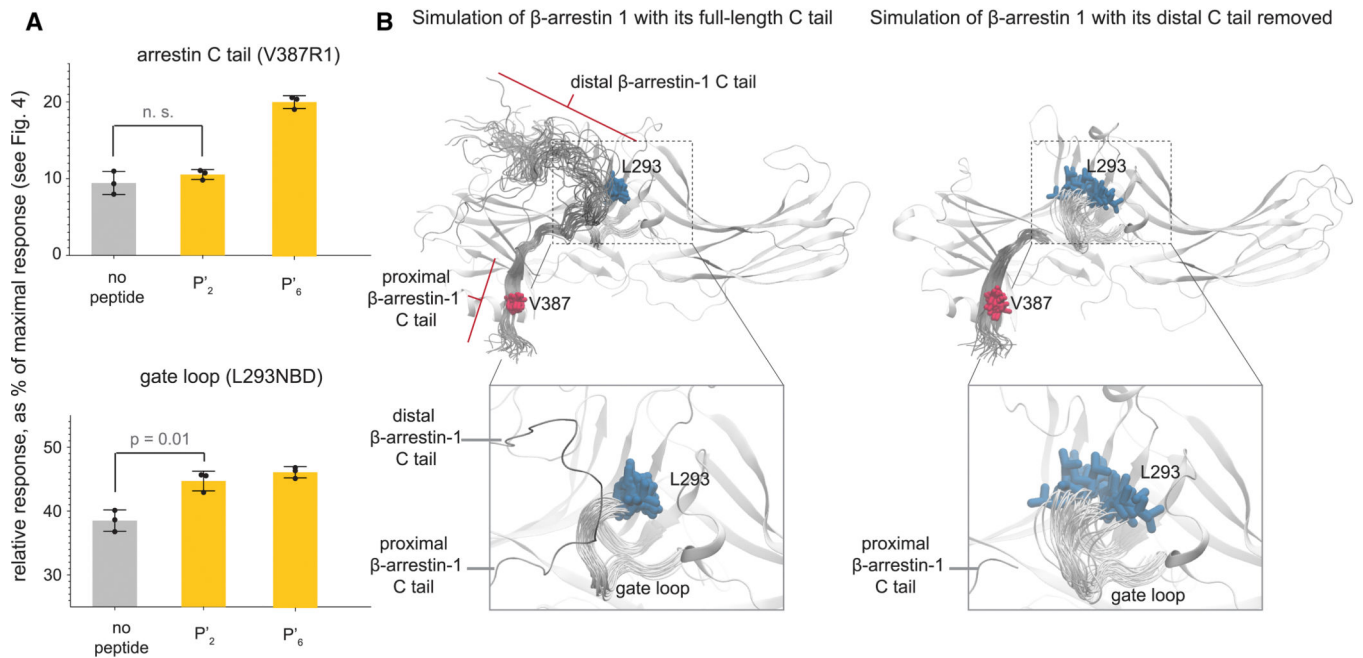 A
relative response, as % of maximal response (see Fig. 4)
arrestin C tail (V387R1)
20
10
0
n. s.
no
peptide
P'2
P'6
gate loop (L293NBD)
50
40
30
p = 0.01
no
peptide
P'2
P'6
B
Simulation of β-arrestin 1 with its full-length C tail
distal β-arrestin-1 C tail
L293
proximal
β-arrestin-1
C tail
V387
distal
β-arrestin-1
C tail
L293
proximal
β-arrestin-1
C tail
gate loop
Simulation of β-arrestin 1 with its distal C tail removed
L293
V387
L293
proximal
β-arrestin-1
C tail
gate loop